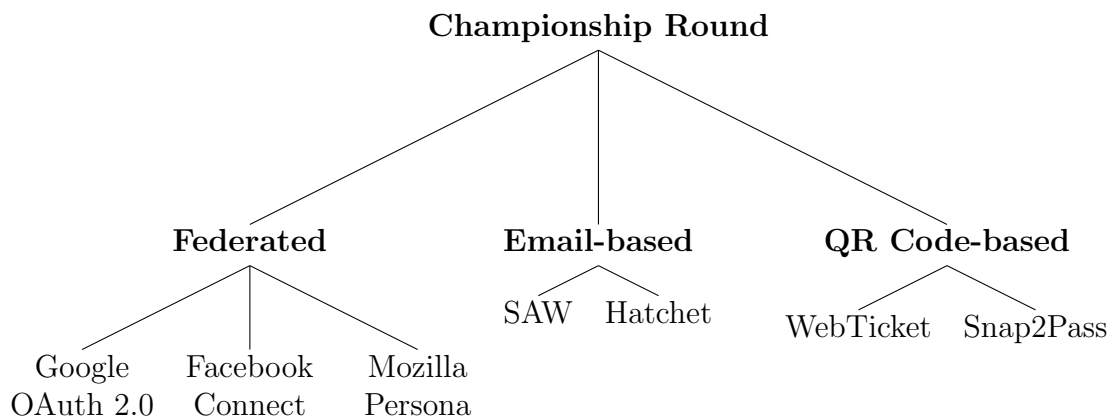 Championship Round
Federated
Email-based
QR Code-based
SAW
Hatchet
WebTicket
Snap2Pass
Google
OAuth 2.0
Facebook
Connect
Mozilla
Persona